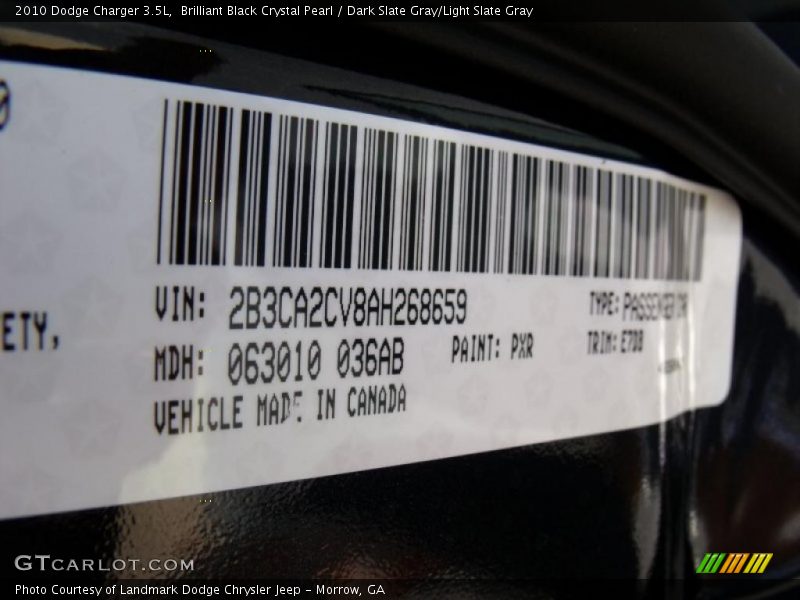 2010 Dodge Charger 3.5L,  Brilliant Black Crystal Pearl / Dark Slate Gray/Light Slate Gray
0
ETY,
VIN: 2B3CA2CV8AH268659
TYPE: PASSENGER CAR
MDH: 063010 036AB
PAINT: PXR
TRIM: E7DB
VEHICLE MADE IN CANADA
GTCARLOT.COM
Photo Courtesy of Landmark Dodge Chrysler Jeep – Morrow, GA